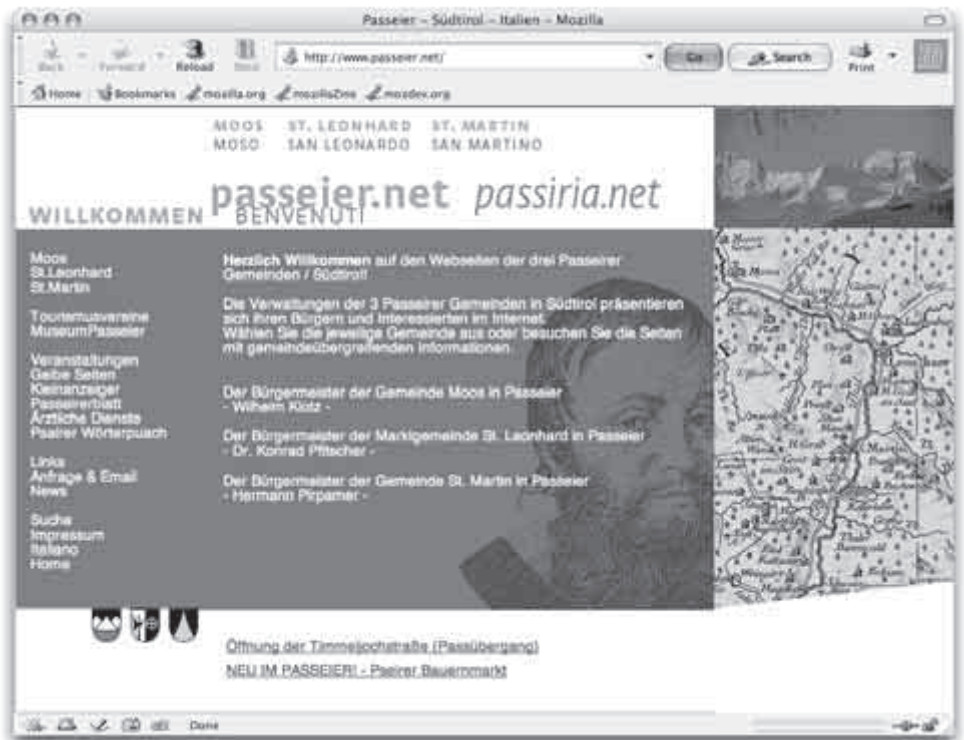 Passeier – Südtirol – Italien – Mozilla
Back Forward Reload Stop http://www.passeier.net/ Go Search Print
Home Bookmarks mozilla.org mozillaZine mozdev.org
MOOS ST. LEONHARD ST. MARTIN
MOSO SAN LEONARDO SAN MARTINO
passeier.net passiria.net
WILLKOMMEN BENVENUTI
Moos
St.Leonhard
St.Martin
Tourismusvereine
MuseumPasseier
Veranstaltungen
Gelbe Seiten
Kleinanzeiger
Passeirerblatt
Ärztliche Dienste
Psairer Wörterpuach
Links
Anfrage & Email
News
Suche
Impressum
Italiano
Home
Herzlich Willkommen auf den Webseiten der drei Passeirer
Gemeinden / Südtirol!
Die Verwaltungen der 3 Passeirer Gemeinden in Südtirol präsentieren
sich ihren Bürgern und Interessierten im Internet.
Wählen Sie die jeweilige Gemeinde aus oder besuchen Sie die Seiten
mit gemeindeübergreifenden Informationen.
Der Bürgermeister der Gemeinde Moos in Passeier
- Wilhelm Klotz -
Der Bürgermeister der Marktgemeinde St. Leonhard in Passeier
- Dr. Konrad Pfitscher -
Der Bürgermeister der Gemeinde St. Martin in Passeier
- Hermann Pirpamer -
Öffnung der Timmeljochstraße (Passübergang)
NEU IM PASSEIER! - Pseirer Bauernmarkt
Done